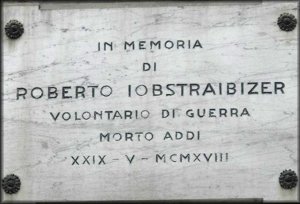 IN MEMORIA
DI
ROBERTO IOBSTRAIBIZER
VOLONTARIO DI GUERRA
MORTO ADDI
XXIX - V - MCMXVIII